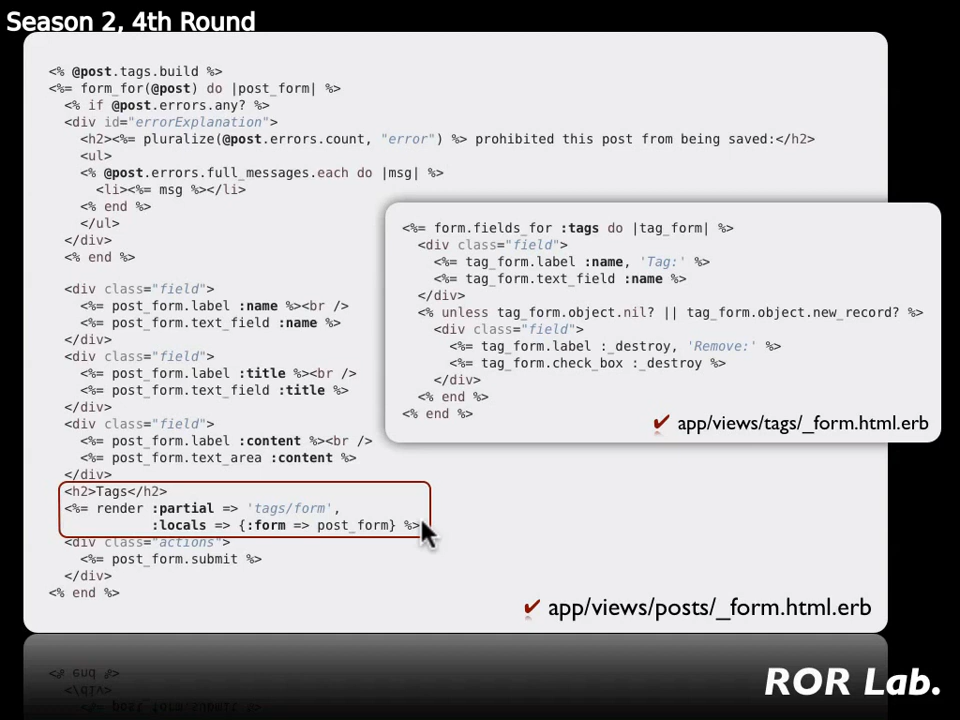 Season 2, 4th Round
<% @post.tags.build %>
<%= form_for(@post) do |post_form| %>
  <% if @post.errors.any? %>
  <div id="errorExplanation">
    <h2><%= pluralize(@post.errors.count, "error") %> prohibited this post from being saved:</h2>
    <ul>
    <% @post.errors.full_messages.each do |msg| %>
      <li><%= msg %></li>
    <% end %>
    </ul>
  </div>
  <% end %>
  <div class="field">
    <%= post_form.label :name %><br />
    <%= post_form.text_field :name %>
  </div>
  <div class="field">
    <%= post_form.label :title %><br />
    <%= post_form.text_field :title %>
  </div>
  <div class="field">
    <%= post_form.label :content %><br />
    <%= post_form.text_area :content %>
  </div>
  <h2>Tags</h2>
  <%= render :partial => 'tags/form',
             :locals => {:form => post_form} %>
  <div class="actions">
    <%= post_form.submit %>
  </div>
<% end %>
✔ app/views/posts/_form.html.erb
<%= form.fields_for :tags do |tag_form| %>
  <div class="field">
    <%= tag_form.label :name, 'Tag:' %>
    <%= tag_form.text_field :name %>
  </div>
  <% unless tag_form.object.nil? || tag_form.object.new_record? %>
    <div class="field">
      <%= tag_form.label :_destroy, 'Remove:' %>
      <%= tag_form.check_box :_destroy %>
    </div>
  <% end %>
<% end %>
✔ app/views/tags/_form.html.erb
ROR Lab.